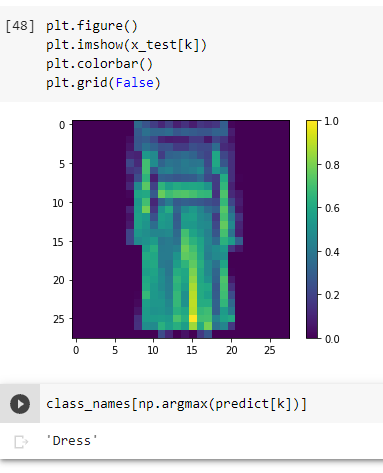 [48] plt.figure()
plt.imshow(x_test[k])
plt.colorbar()
plt.grid(False)
0
5
10
15
20
25
0 5 10 15 20 25
1.0
0.8
0.6
0.4
0.2
0.0
class_names[np.argmax(predict[k])]
'Dress'